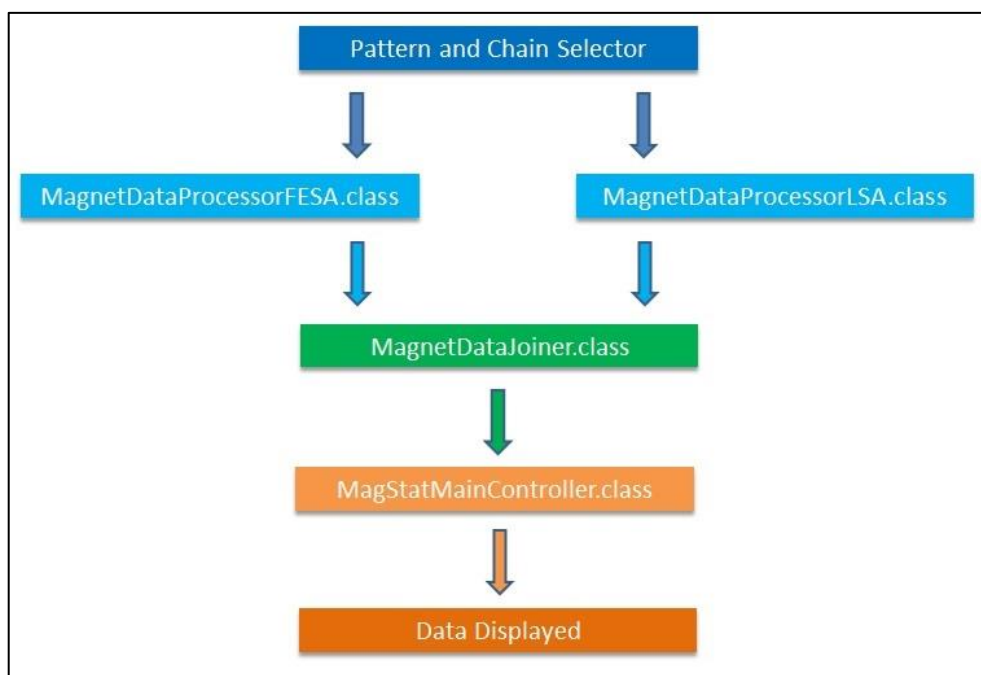 Pattern and Chain Selector
MagnetDataProcessorFESA.class
MagnetDataProcessorLSA.class
MagnetDataJoiner.class
MagStatMainController.class
Data Displayed